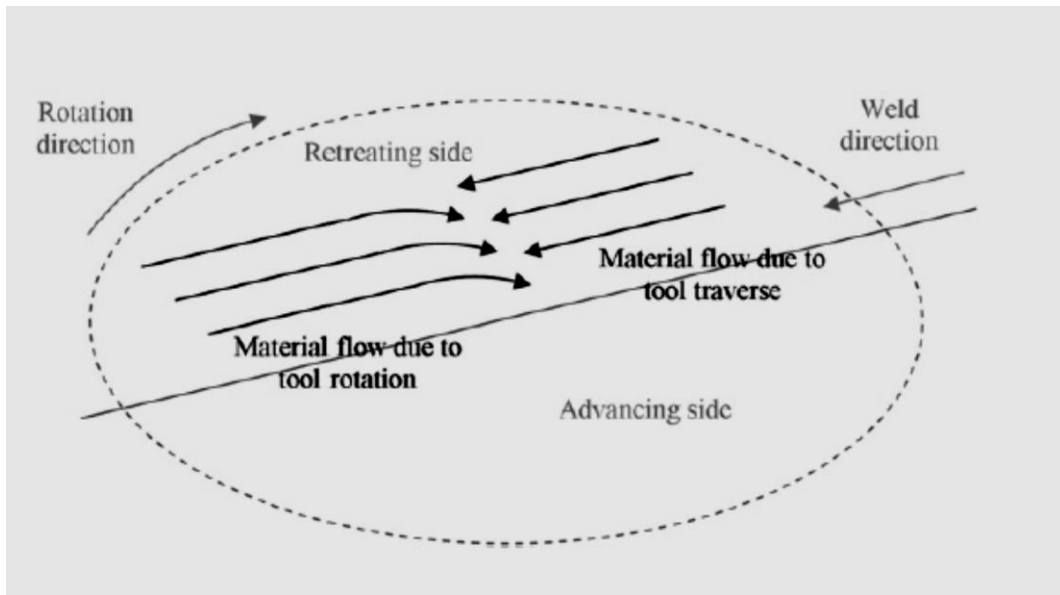 Rotation
direction
Retreating side
Weld
direction
Material flow due to
tool traverse
Material flow due to
tool rotation
Advancing side